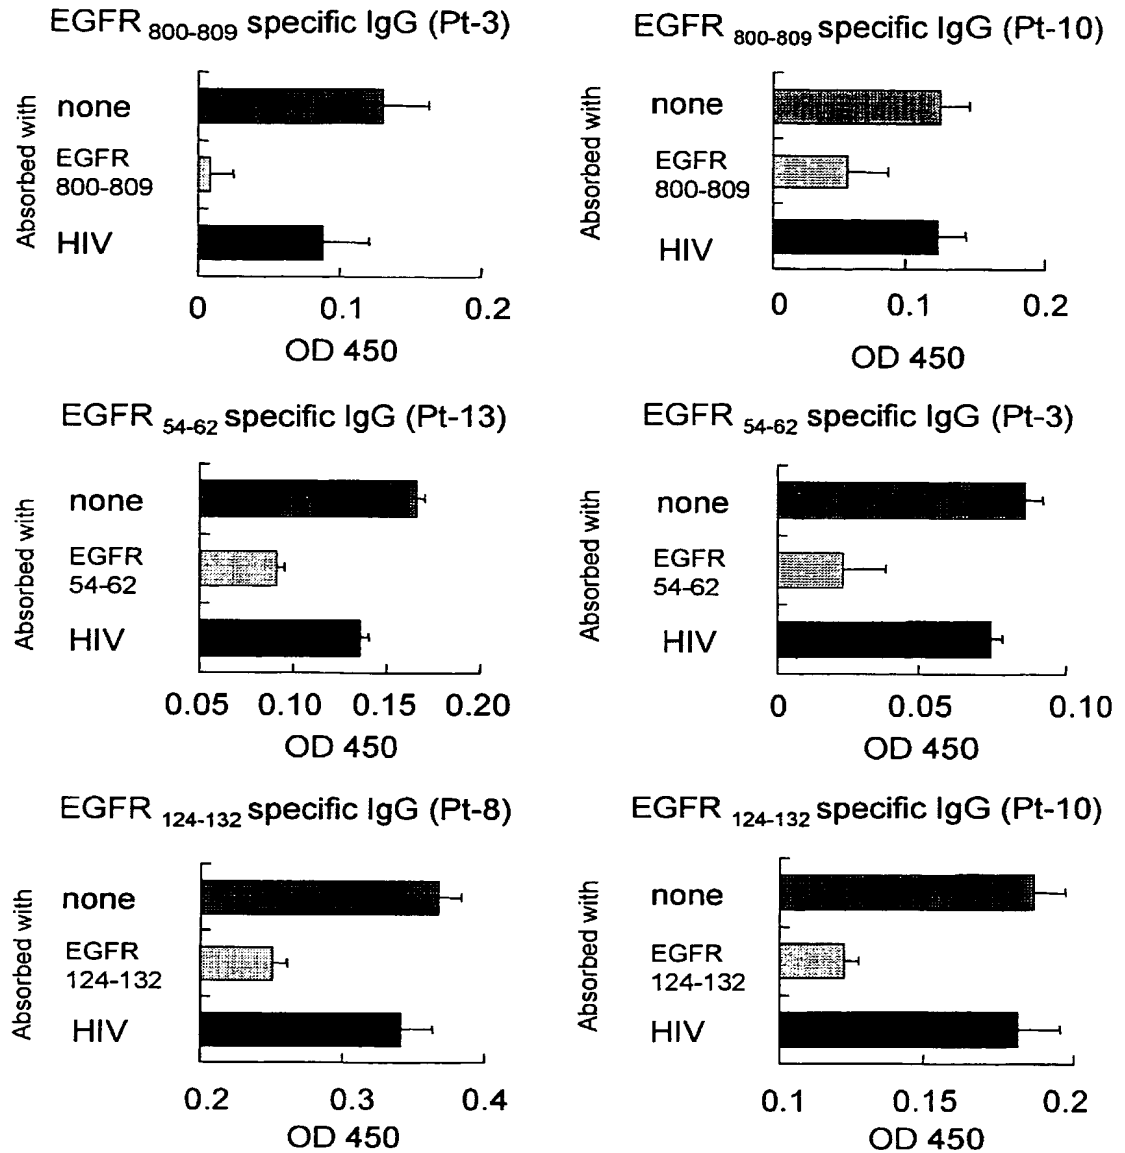 EGFR 800-809 specific IgG (Pt-3)
Absorbed with
none
EGFR
800-809
HIV
0 0.1 0.2
OD 450
EGFR 800-809 specific IgG (Pt-10)
Absorbed with
none
EGFR
800-809
HIV
0 0.1 0.2
OD 450
EGFR 54-62 specific IgG (Pt-13)
Absorbed with
none
EGFR
54-62
HIV
0.05 0.10 0.15 0.20
OD 450
EGFR 54-62 specific IgG (Pt-3)
Absorbed with
none
EGFR
54-62
HIV
0 0.05 0.10
OD 450
EGFR 124-132 specific IgG (Pt-8)
Absorbed with
none
EGFR
124-132
HIV
0.2 0.3 0.4
OD 450
EGFR 124-132 specific IgG (Pt-10)
Absorbed with
none
EGFR
124-132
HIV
0.1 0.15 0.2
OD 450